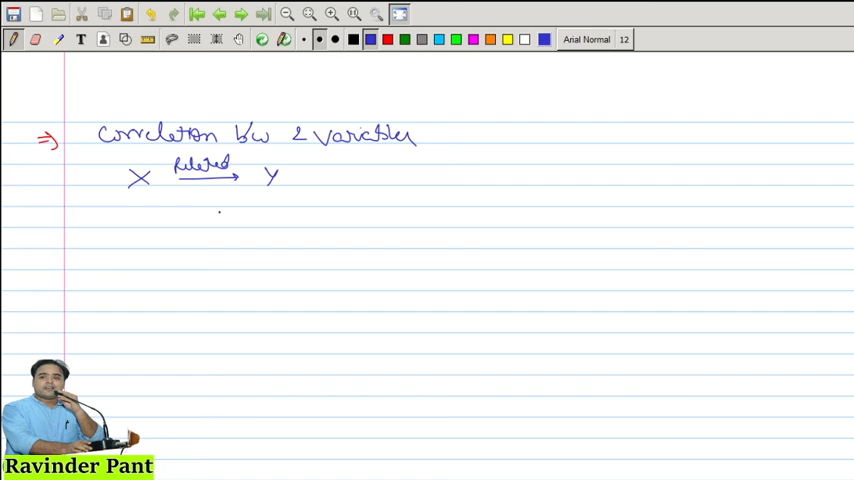 Arial Normal 12
⇒ Correlation b/w 2 variables
Related
X → Y
Ravinder Pant